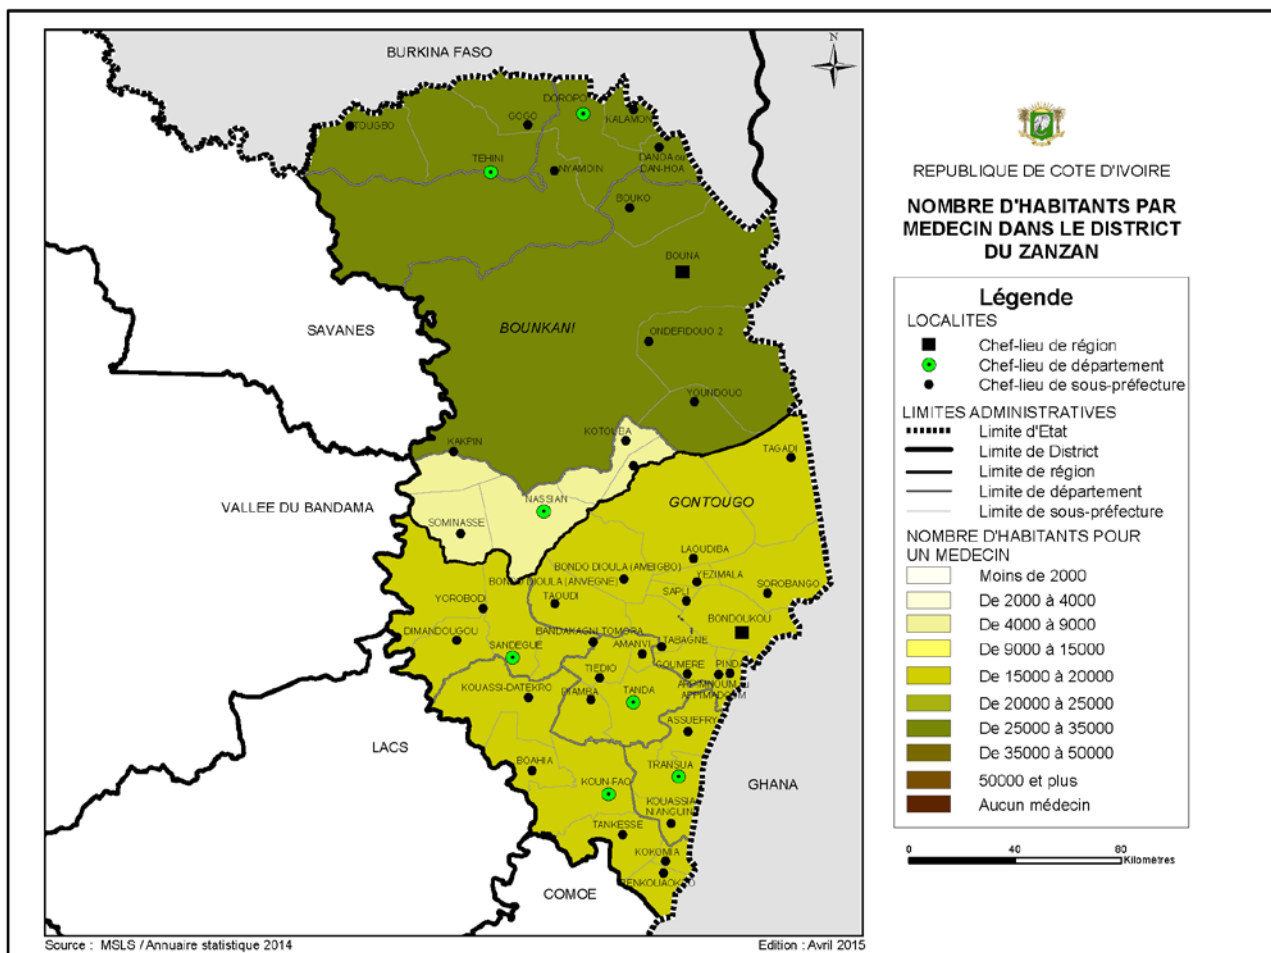 BURKINA FASO
N
DOROPO
GOGO
KALAMON
TOUGBO
TEHINI
NYAMOIN
DANOA ou
DAN-HOA
BOUKO
BOUNA
BOUNKANI
SAVANES
ONDEFIDOUO 2
YOUNDOUO
KOTOUBA
KAKPIN
TAGADI
NASSIAN
GONTOUGO
VALLEE DU BANDAMA
SOMINASSE
LAOUDIBA
BONDO DIOULA (AMEIGBO)
YEZIMALA
BONDO DIOULA (ANVEGNE)
SOROBANGO
TAOUDI
SAPLI
YOROBODI
BONDOUKOU
DIMANDOUGOU
BANDAKAGNI TOMORA
TABAGNE
SANDEGUE
AMANVI
TIEDIO
GOUMERE
PINDA
KOUASSI-DATEKRO
DIAMBA
TANDA
ASSUEFRY
LACS
BOAHIA
TRANSUA
KOUN-FAO
GHANA
KOUASSIA
NIANGUINI
TANKESSE
KOKOMIA
COMOE
Source : MSLS / Annuaire statistique 2014
Edition : Avril 2015
REPUBLIQUE DE COTE D'IVOIRE
NOMBRE D'HABITANTS PAR
MEDECIN DANS LE DISTRICT
DU ZANZAN
Légende
LOCALITES
Chef-lieu de région
Chef-lieu de département
Chef-lieu de sous-préfecture
LIMITES ADMINISTRATIVES
Limite d'Etat
Limite de District
Limite de région
Limite de département
Limite de sous-préfecture
NOMBRE D'HABITANTS POUR
UN MEDECIN
Moins de 2000
De 2000 à 4000
De 4000 à 9000
De 9000 à 15000
De 15000 à 20000
De 20000 à 25000
De 25000 à 35000
De 35000 à 50000
50000 et plus
Aucun médecin
0 40 80
Kilomètres